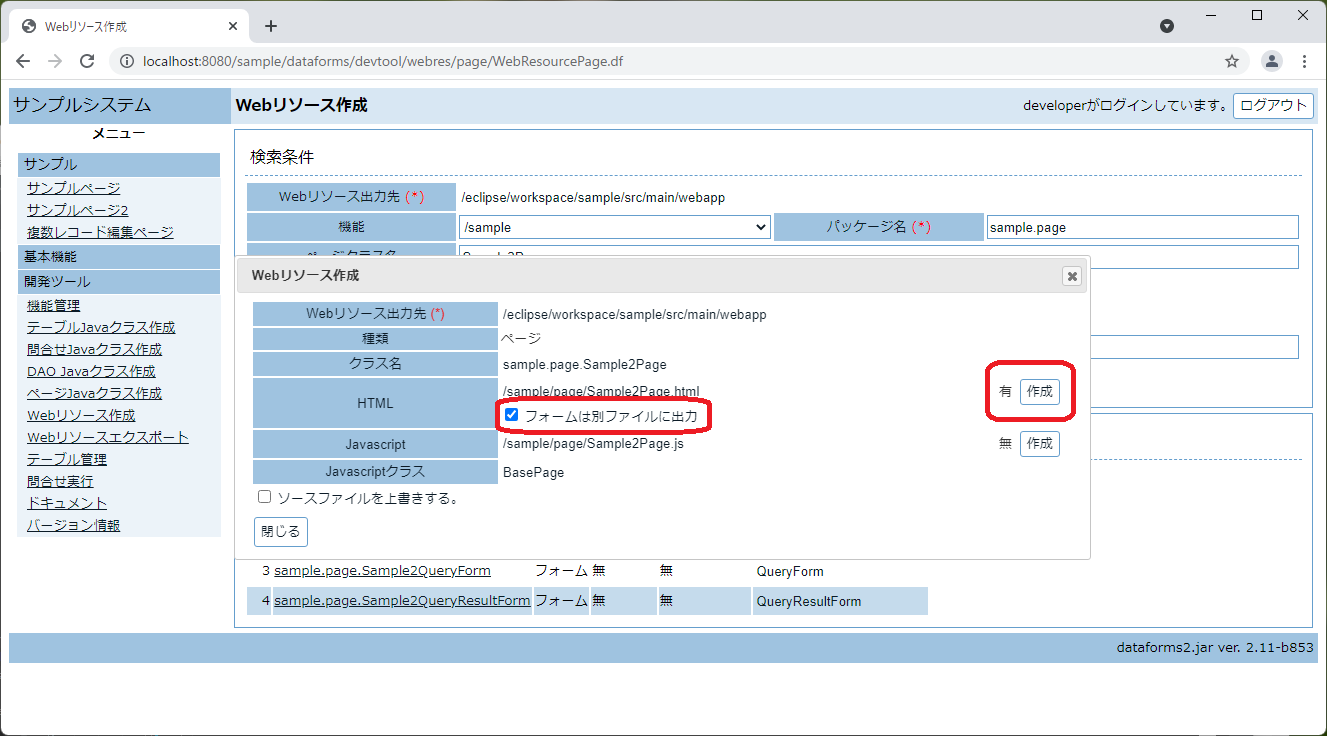 Webリソース作成
localhost:8080/sample/dataforms/devtool/webres/page/WebResourcePage.df
サンプルシステム
Webリソース作成
developerがログインしています。 ログアウト
メニュー
サンプル
サンプルページ
サンプルページ2
複数レコード編集ページ
基本機能
開発ツール
機能管理
テーブルJavaクラス作成
問合せJavaクラス作成
DAO Javaクラス作成
ページJavaクラス作成
Webリソース作成
Webリソースエクスポート
テーブル管理
問合せ実行
ドキュメント
バージョン情報
検索条件
Webリソース出力先 (*) /eclipse/workspace/sample/src/main/webapp
機能 /sample パッケージ名 (*) sample.page
Webリソース作成
Webリソース出力先 (*) /eclipse/workspace/sample/src/main/webapp
種類 ページ
クラス名 sample.page.Sample2Page
HTML /sample/page/Sample2Page.html 有 作成
フォームは別ファイルに出力
Javascript /sample/page/Sample2Page.js 無 作成
Javascriptクラス BasePage
ソースファイルを上書きする。
閉じる
3 sample.page.Sample2QueryForm フォーム 無 無 QueryForm
4 sample.page.Sample2QueryResultForm フォーム 無 無 QueryResultForm
dataforms2.jar ver. 2.11-b853